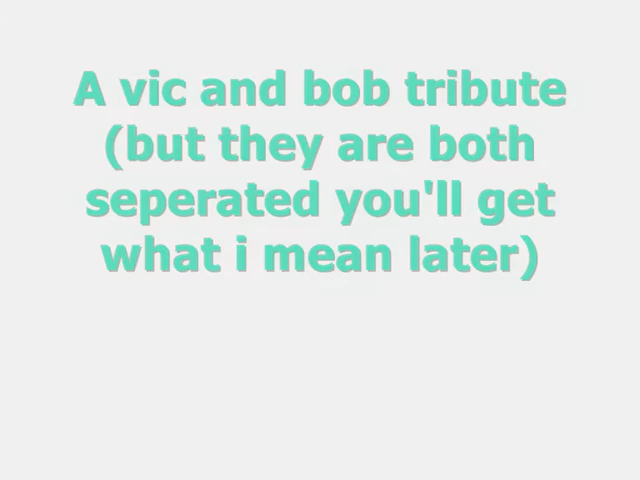 A vic and bob tribute
(but they are both
seperated you'll get
what i mean later)